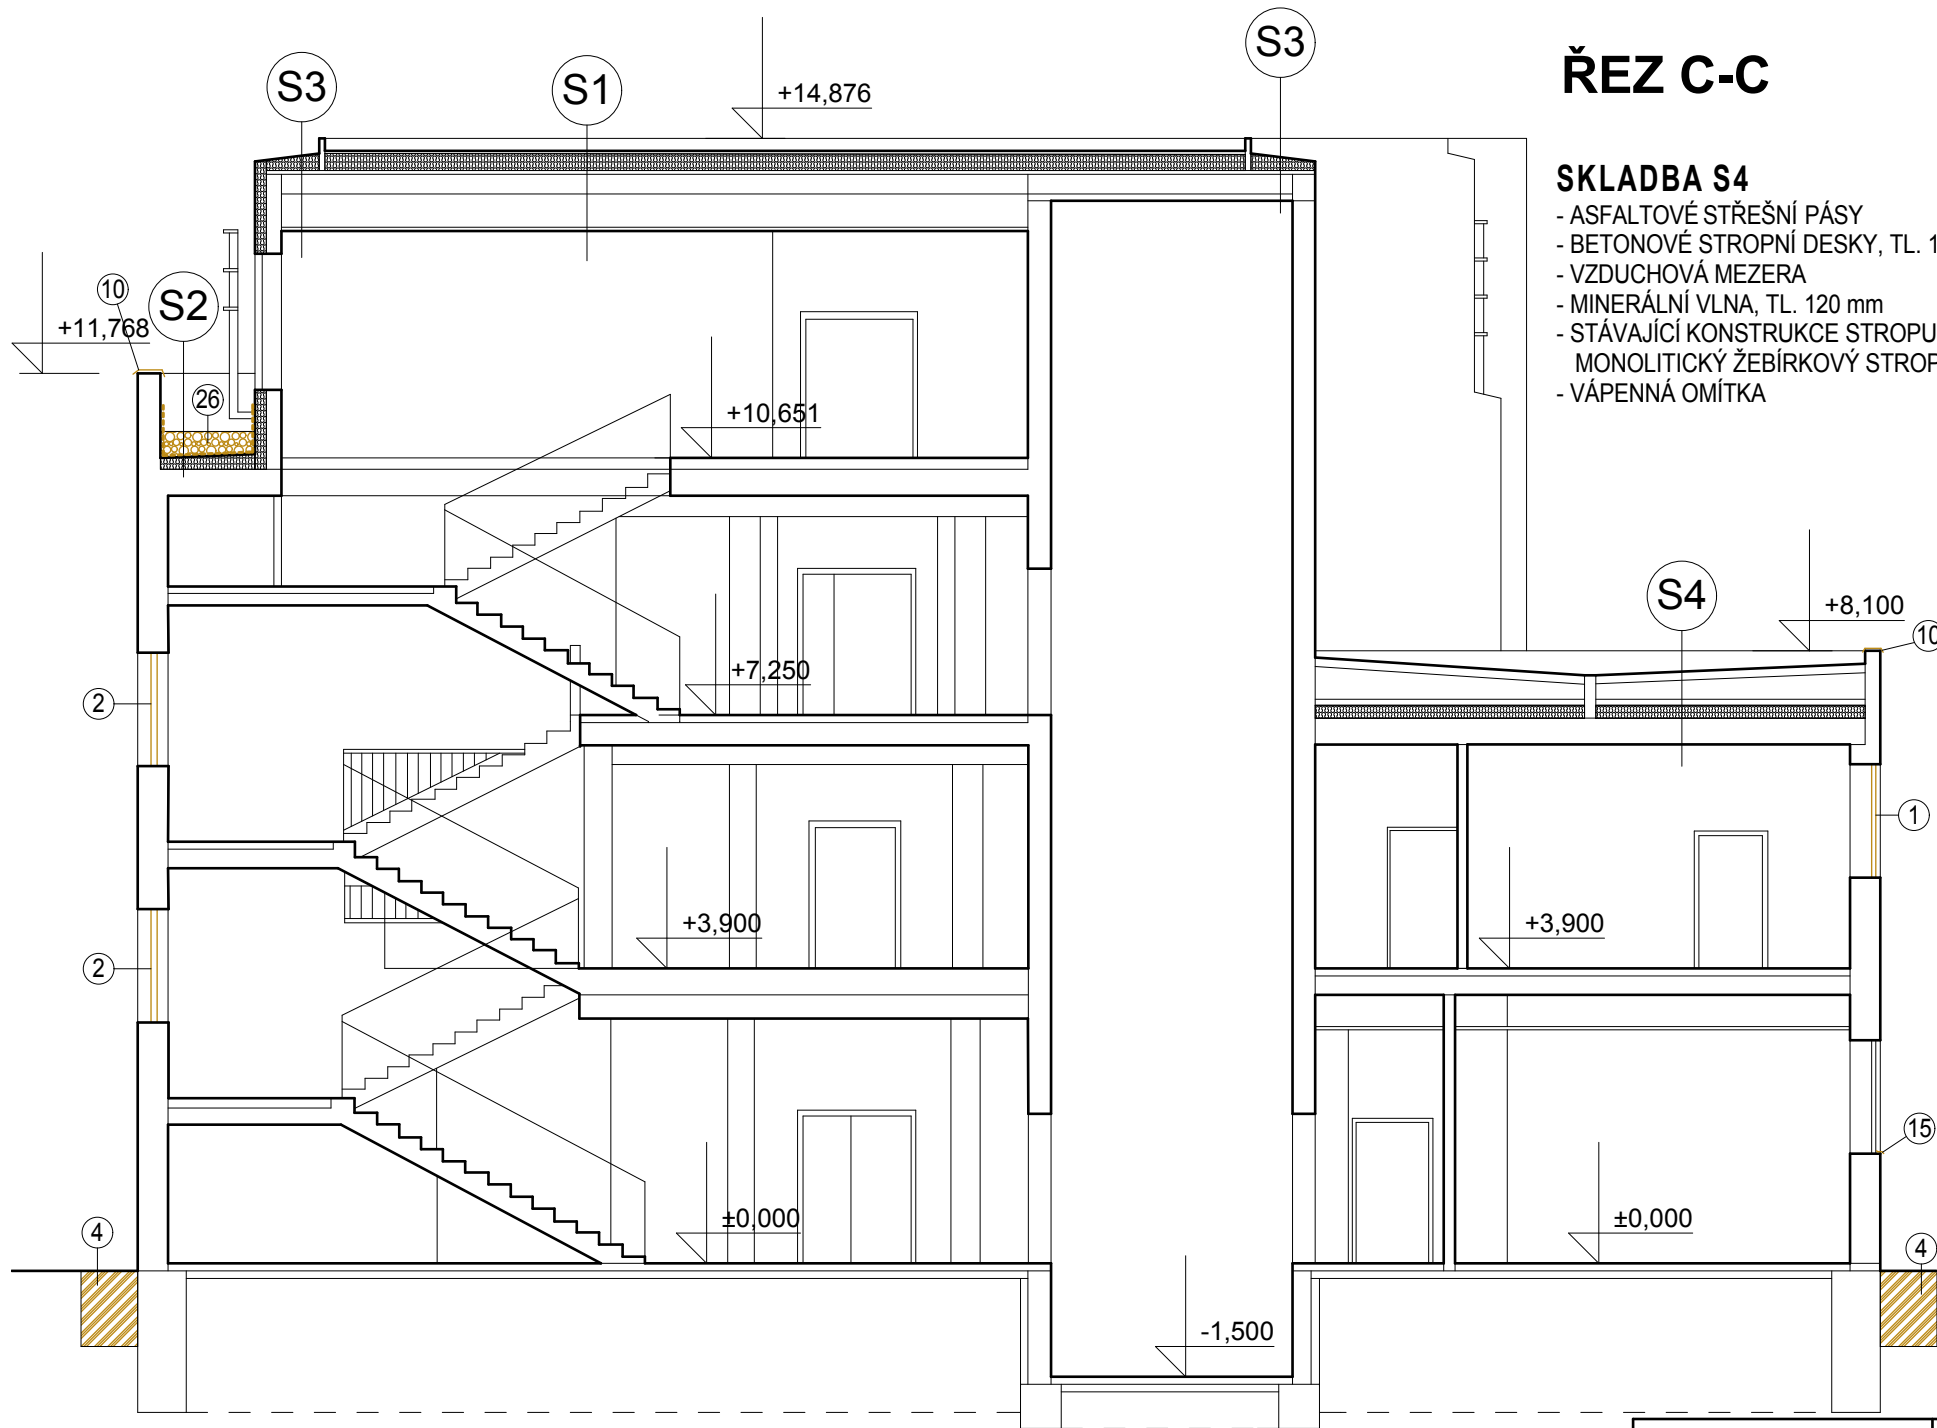 S3
S1
+14,876
S3
ŘEZ C-C
SKLADBA S4
- ASFALTOVÉ STŘEŠNÍ PÁSY
- BETONOVÉ STROPNÍ DESKY, TL. 1
- VZDUCHOVÁ MEZERA
- MINERÁLNÍ VLNA, TL. 120 mm
- STÁVAJÍCÍ KONSTRUKCE STROPU
MONOLITICKÝ ŽEBÍRKOVÝ STROP
- VÁPENNÁ OMÍTKA
10
S2
+11,768
26
+10,651
S4
+8,100
10
+7,250
2
1
+3,900
+3,900
2
15
±0,000
±0,000
4
4
-1,500